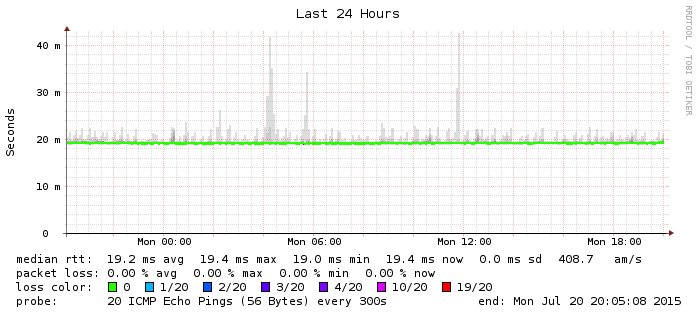 Last 24 Hours
RRDTOOL / TOBI OETIKER
Seconds
40 m
30 m
20 m
10 m
0
Mon 00:00 Mon 06:00 Mon 12:00 Mon 18:00
median rtt: 19.2 ms avg 19.4 ms max 19.0 ms min 19.4 ms now 0.0 ms sd 408.7 am/s
packet loss: 0.00 % avg 0.00 % max 0.00 % min 0.00 % now
loss color: 0 1/20 2/20 3/20 4/20 10/20 19/20
probe: 20 ICMP Echo Pings (56 Bytes) every 300s end: Mon Jul 20 20:05:08 2015